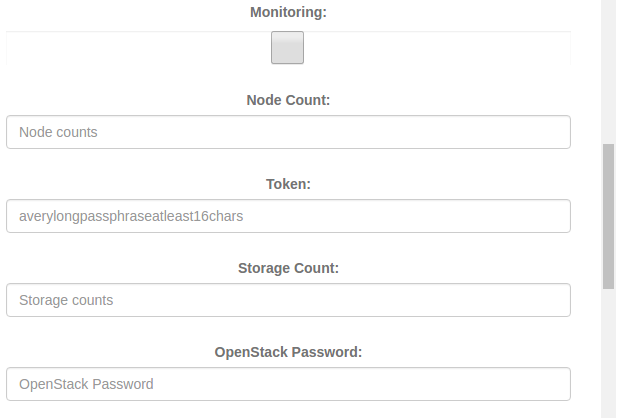 Monitoring:
Node Count:
Node counts
Token:
averylongpassphraseatleast16chars
Storage Count:
Storage counts
OpenStack Password:
OpenStack Password